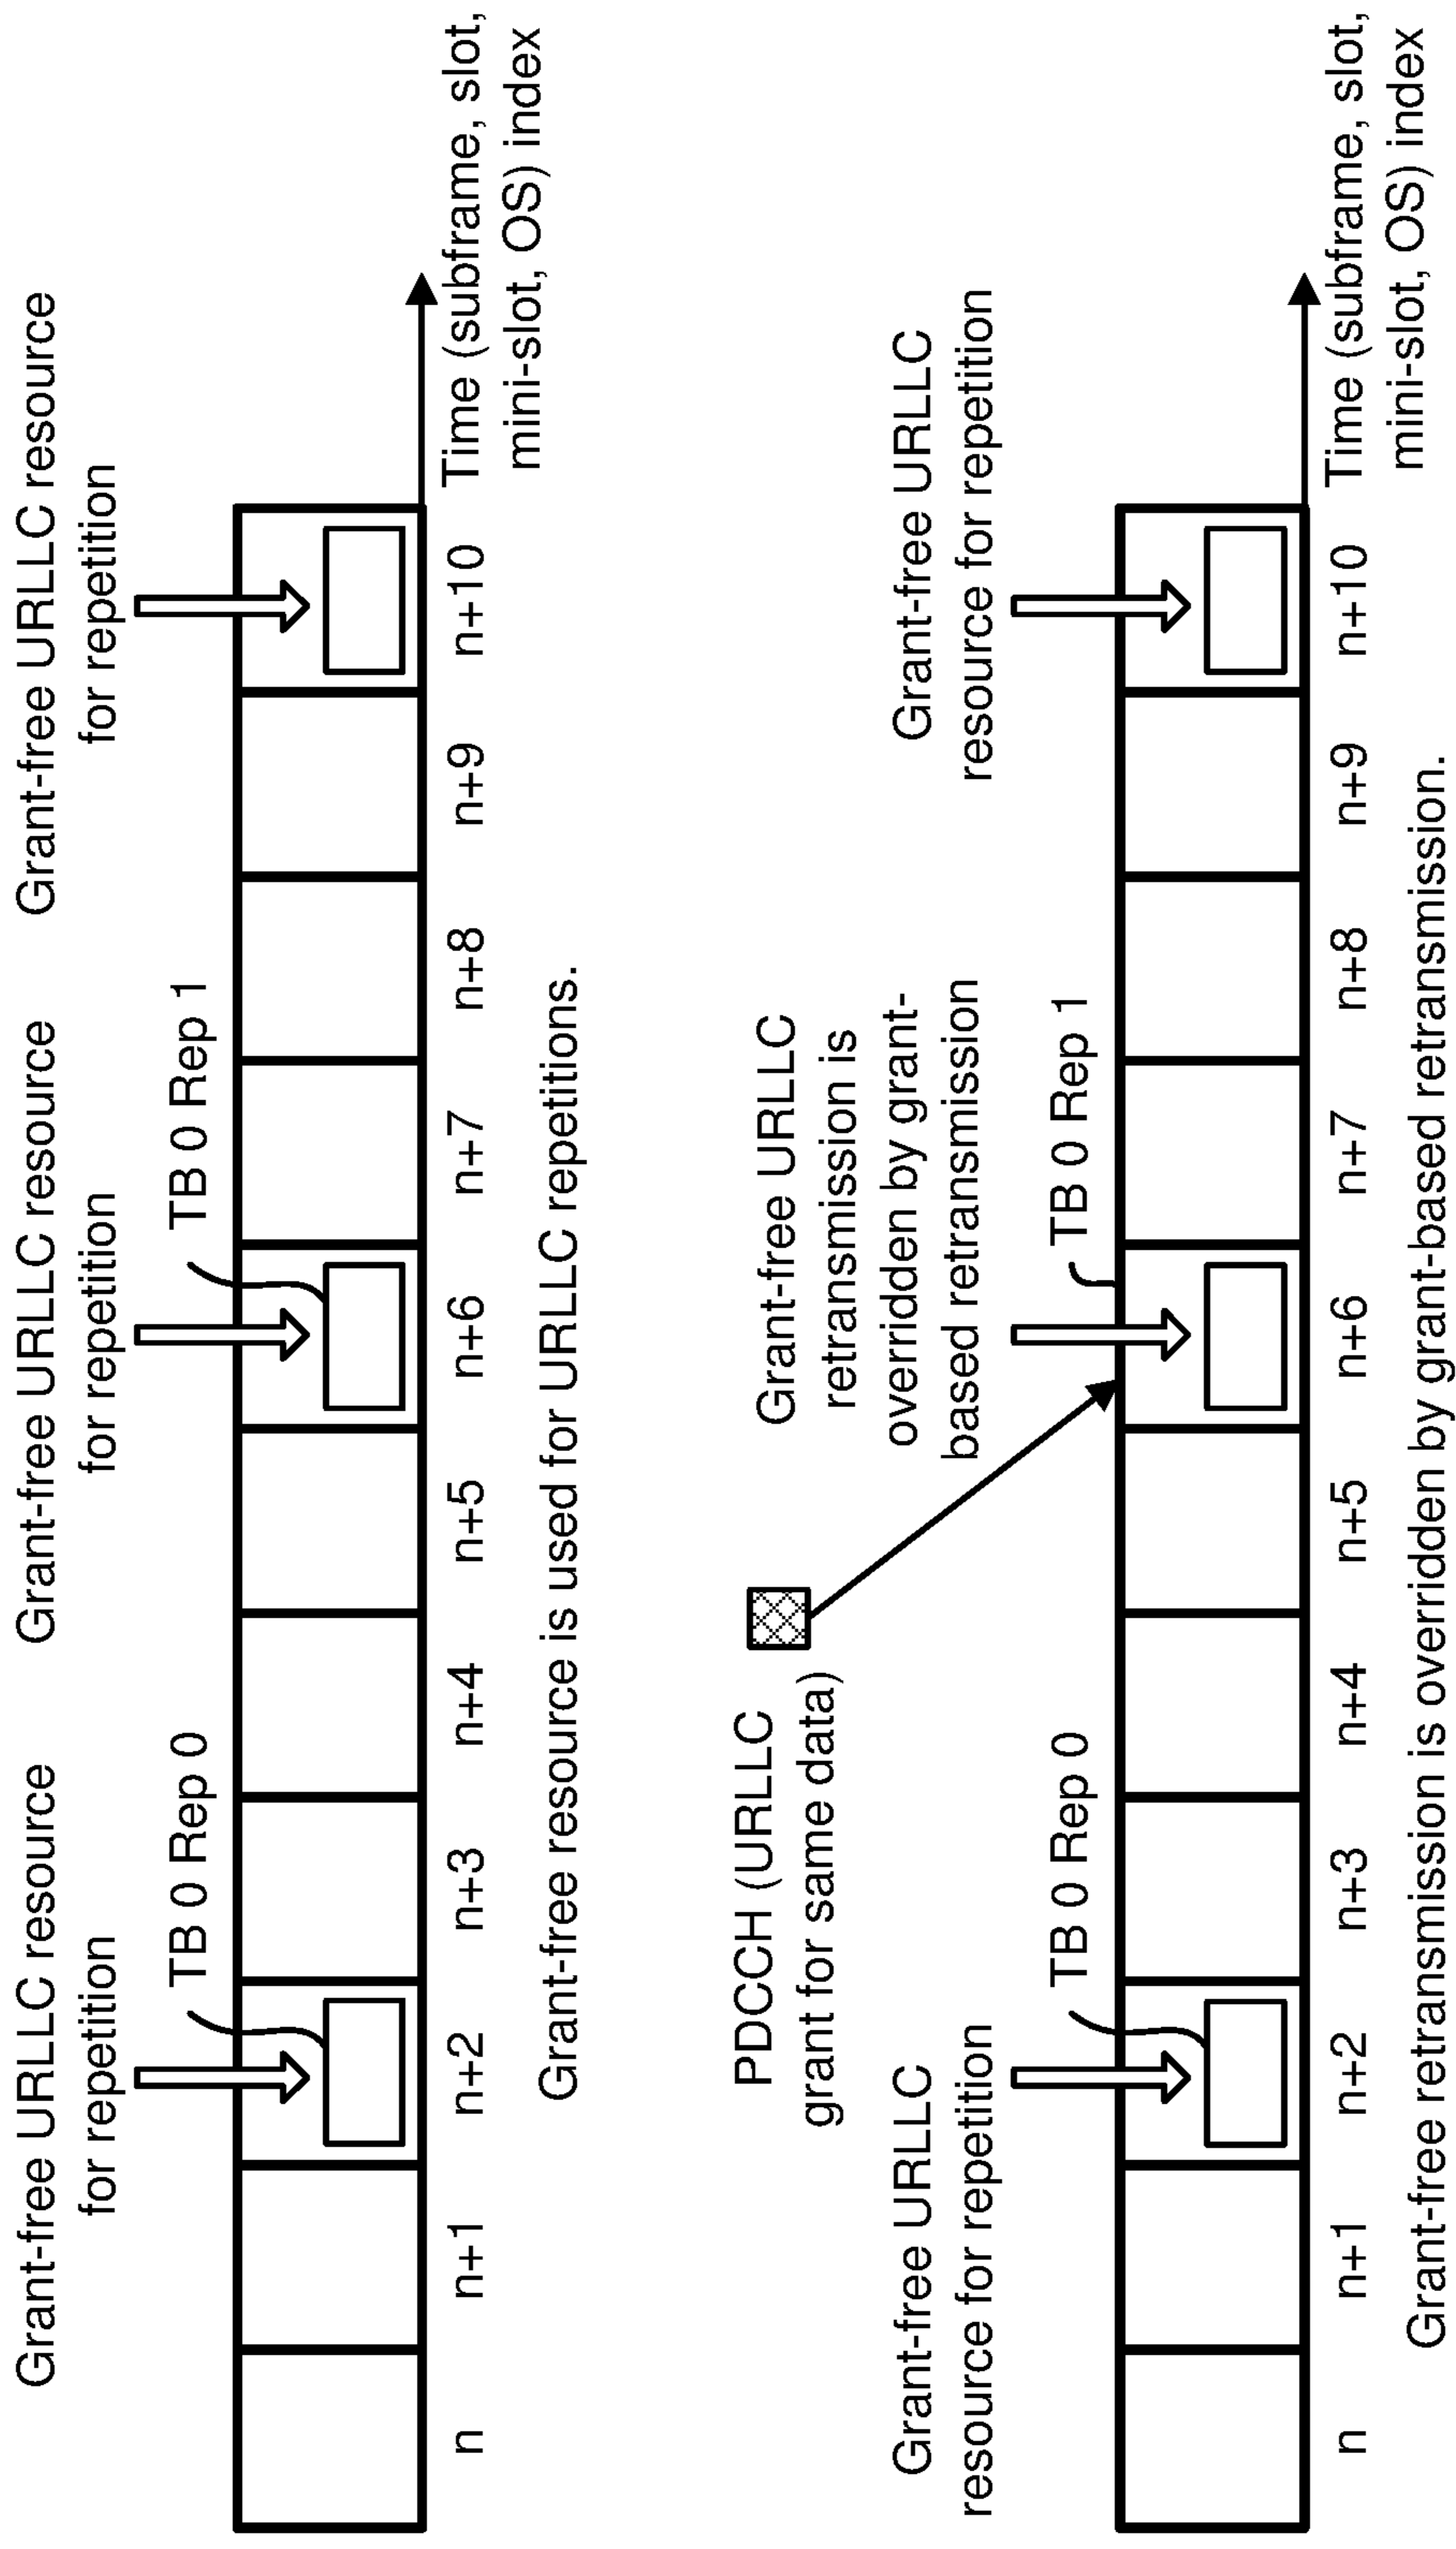 Grant-free URLLC resource
for repetition
Grant-free URLLC resource
for repetition
Grant-free URLLC resource
for repetition
TB 0 Rep 0
TB 0 Rep 1
n
n+1
n+2
n+3
n+4
n+5
n+6
n+7
n+8
n+9
n+10
Time (subframe, slot,
mini-slot, OS) index
Grant-free resource is used for URLLC repetitions.
PDCCH (URLLC
grant for same data)
Grant-free URLLC
retransmission is
overridden by grant-
based retransmission
Grant-free URLLC
resource for repetition
Grant-free URLLC
resource for repetition
TB 0 Rep 0
TB 0 Rep 1
n
n+1
n+2
n+3
n+4
n+5
n+6
n+7
n+8
n+9
n+10
Time (subframe, slot,
mini-slot, OS) index
Grant-free retransmission is overridden by grant-based retransmission.